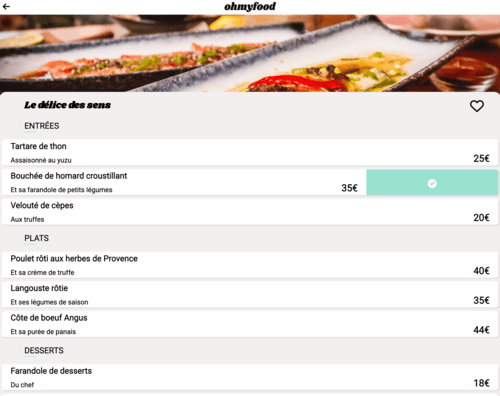 ohmyfood
Le délice des sens
ENTRÉES
Tartare de thon
Assaisonné au yuzu
25€
Bouchée de homard croustillant
Et sa farandole de petits légumes
35€
Velouté de cèpes
Aux truffes
20€
PLATS
Poulet rôti aux herbes de Provence
Et sa crème de truffe
40€
Langouste rôtie
Et ses légumes de saison
35€
Côte de boeuf Angus
Et sa purée de panais
44€
DESSERTS
Farandole de desserts
Du chef
18€